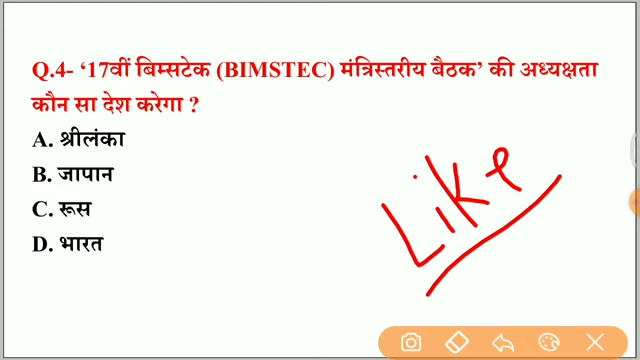 Q.4- ‘17वीं बिम्सटेक (BIMSTEC) मंत्रिस्तरीय बैठक’ की अध्यक्षता
कौन सा देश करेगा ?
A. श्रीलंका
B. जापान
C. रूस
D. भारत
Like